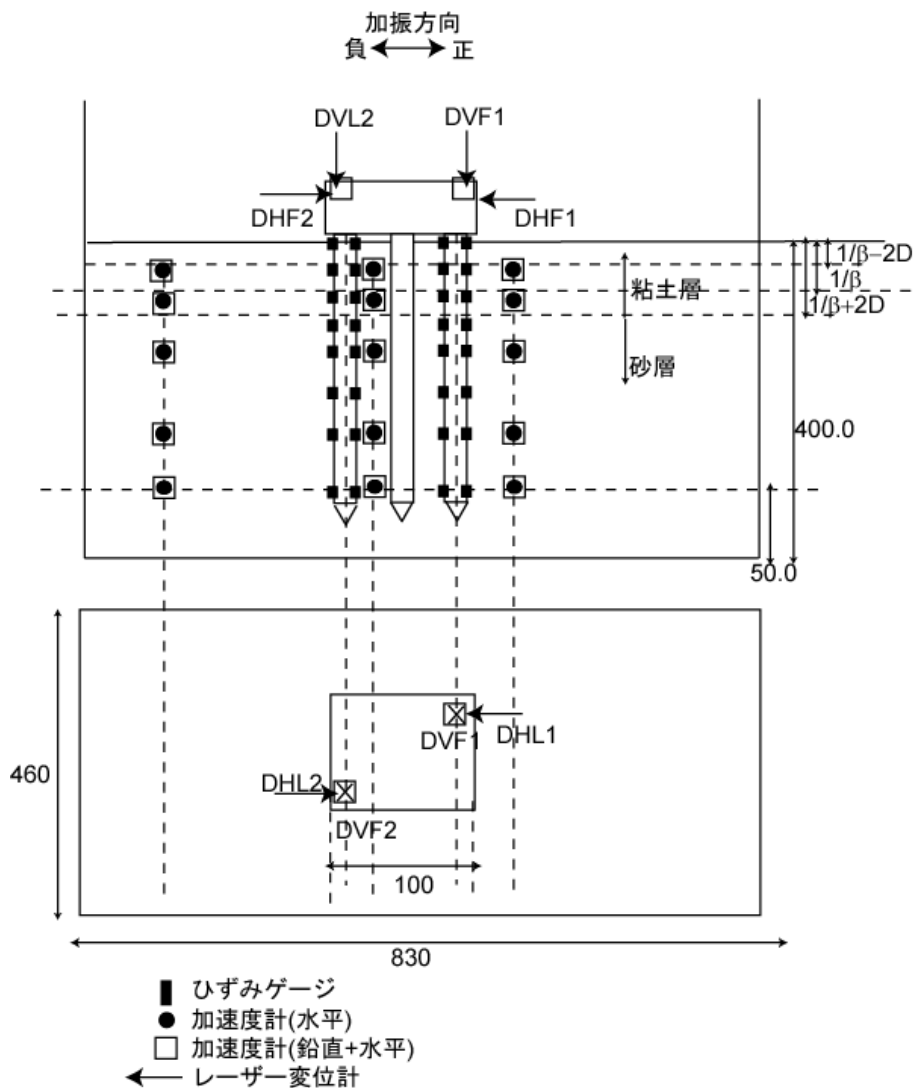 加振方向
負 正
DVL2 DVF1
DHF2 DHF1
1/β−2D
1/β
粘土層
1/β+2D
砂層
400.0
50.0
DVF1 DHL1
460
DHL2
DVF2
100
830
ひずみゲージ
加速度計(水平)
加速度計(鉛直+水平)
レーザー変位計